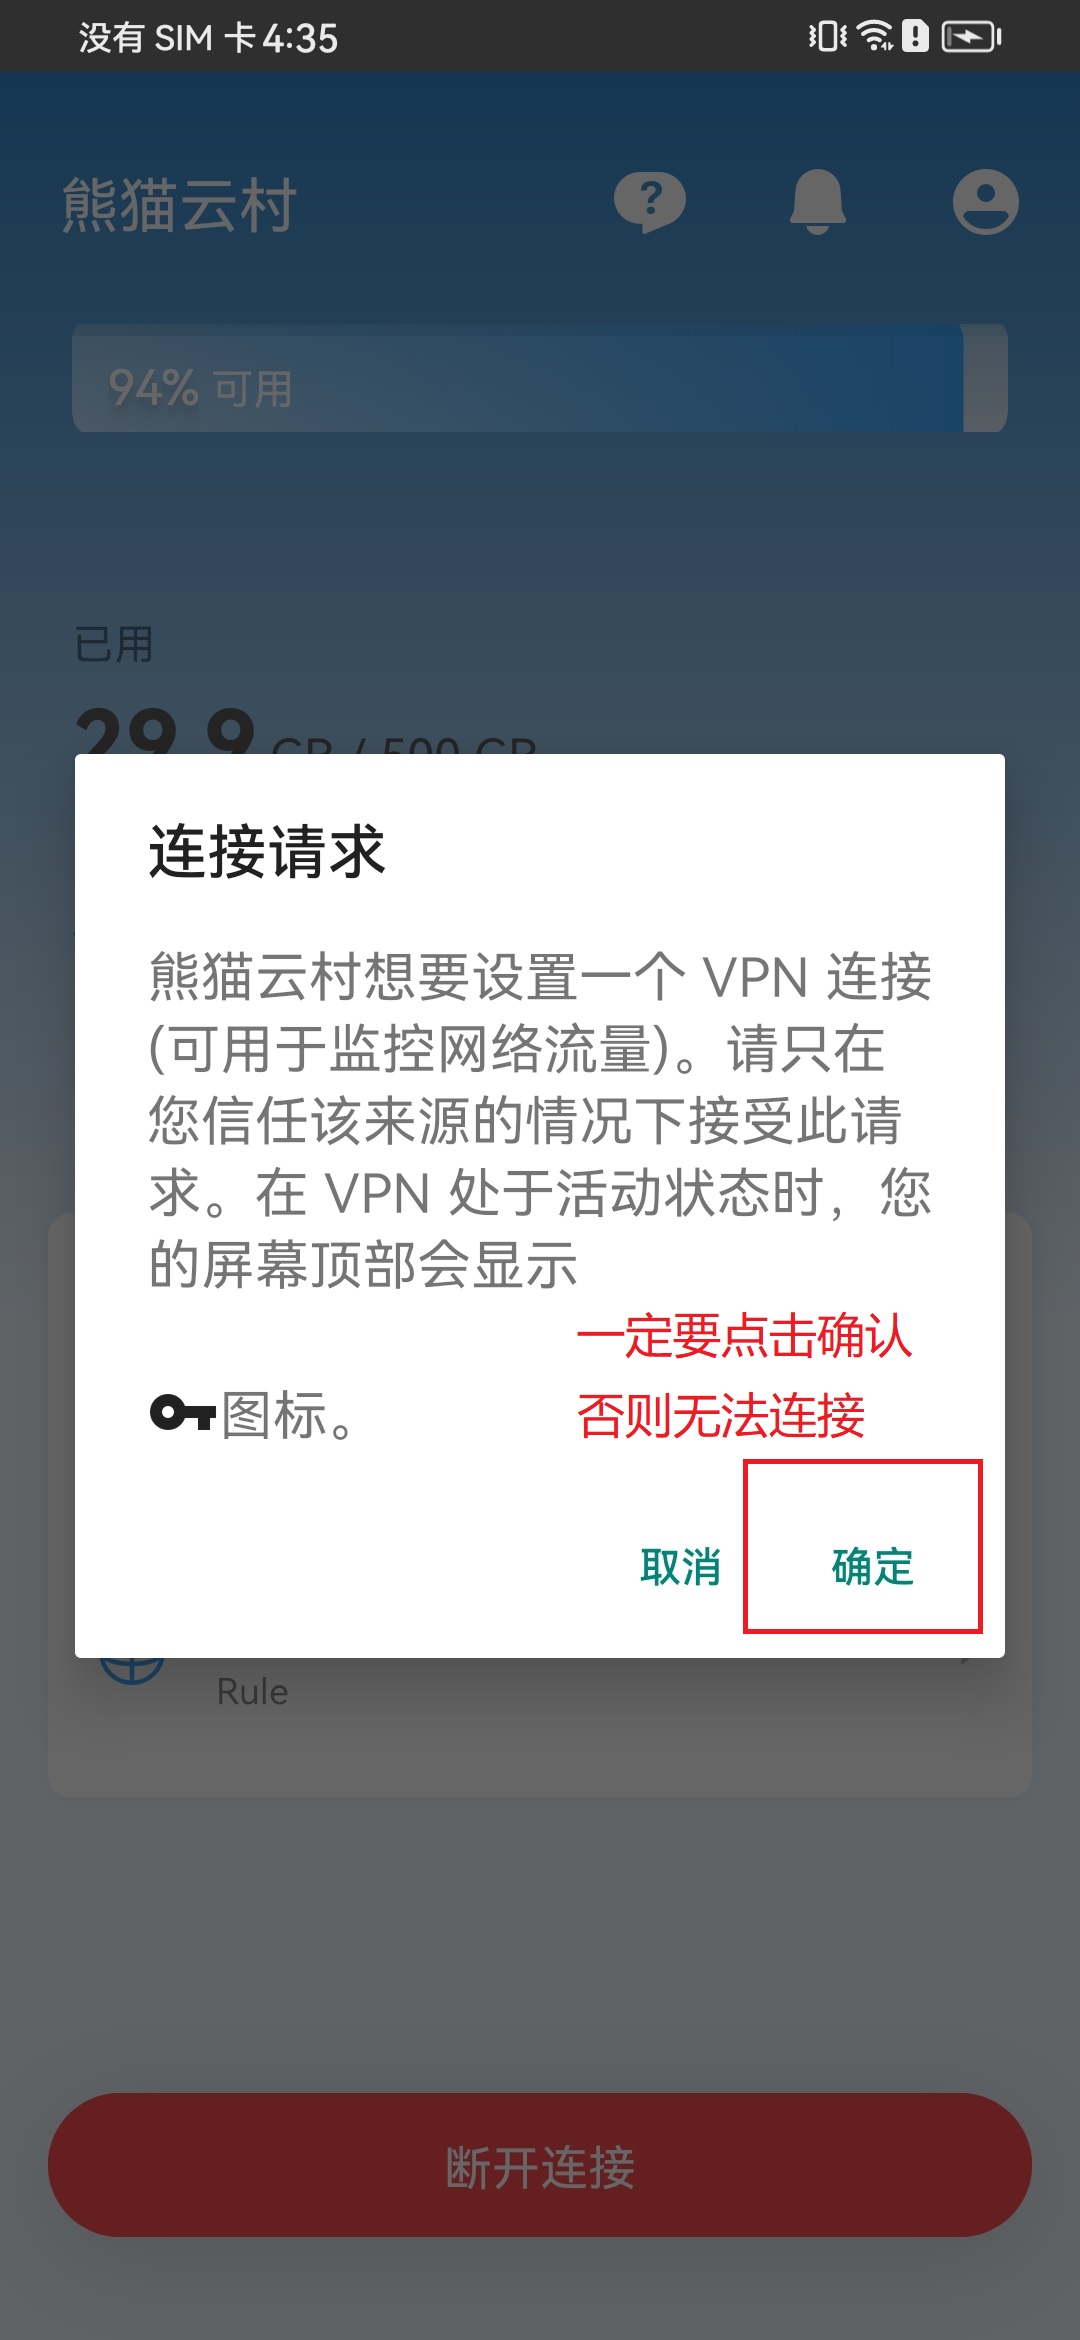 没有 SIM 卡 4:35
熊猫云村
94% 可用
已用
29.9 GB / 500 GB
连接请求
熊猫云村想要设置一个 VPN 连接
(可用于监控网络流量)。请只在
您信任该来源的情况下接受此请
求。在 VPN 处于活动状态时，您
的屏幕顶部会显示
一定要点击确认
图标。
否则无法连接
取消
确定
Rule
断开连接